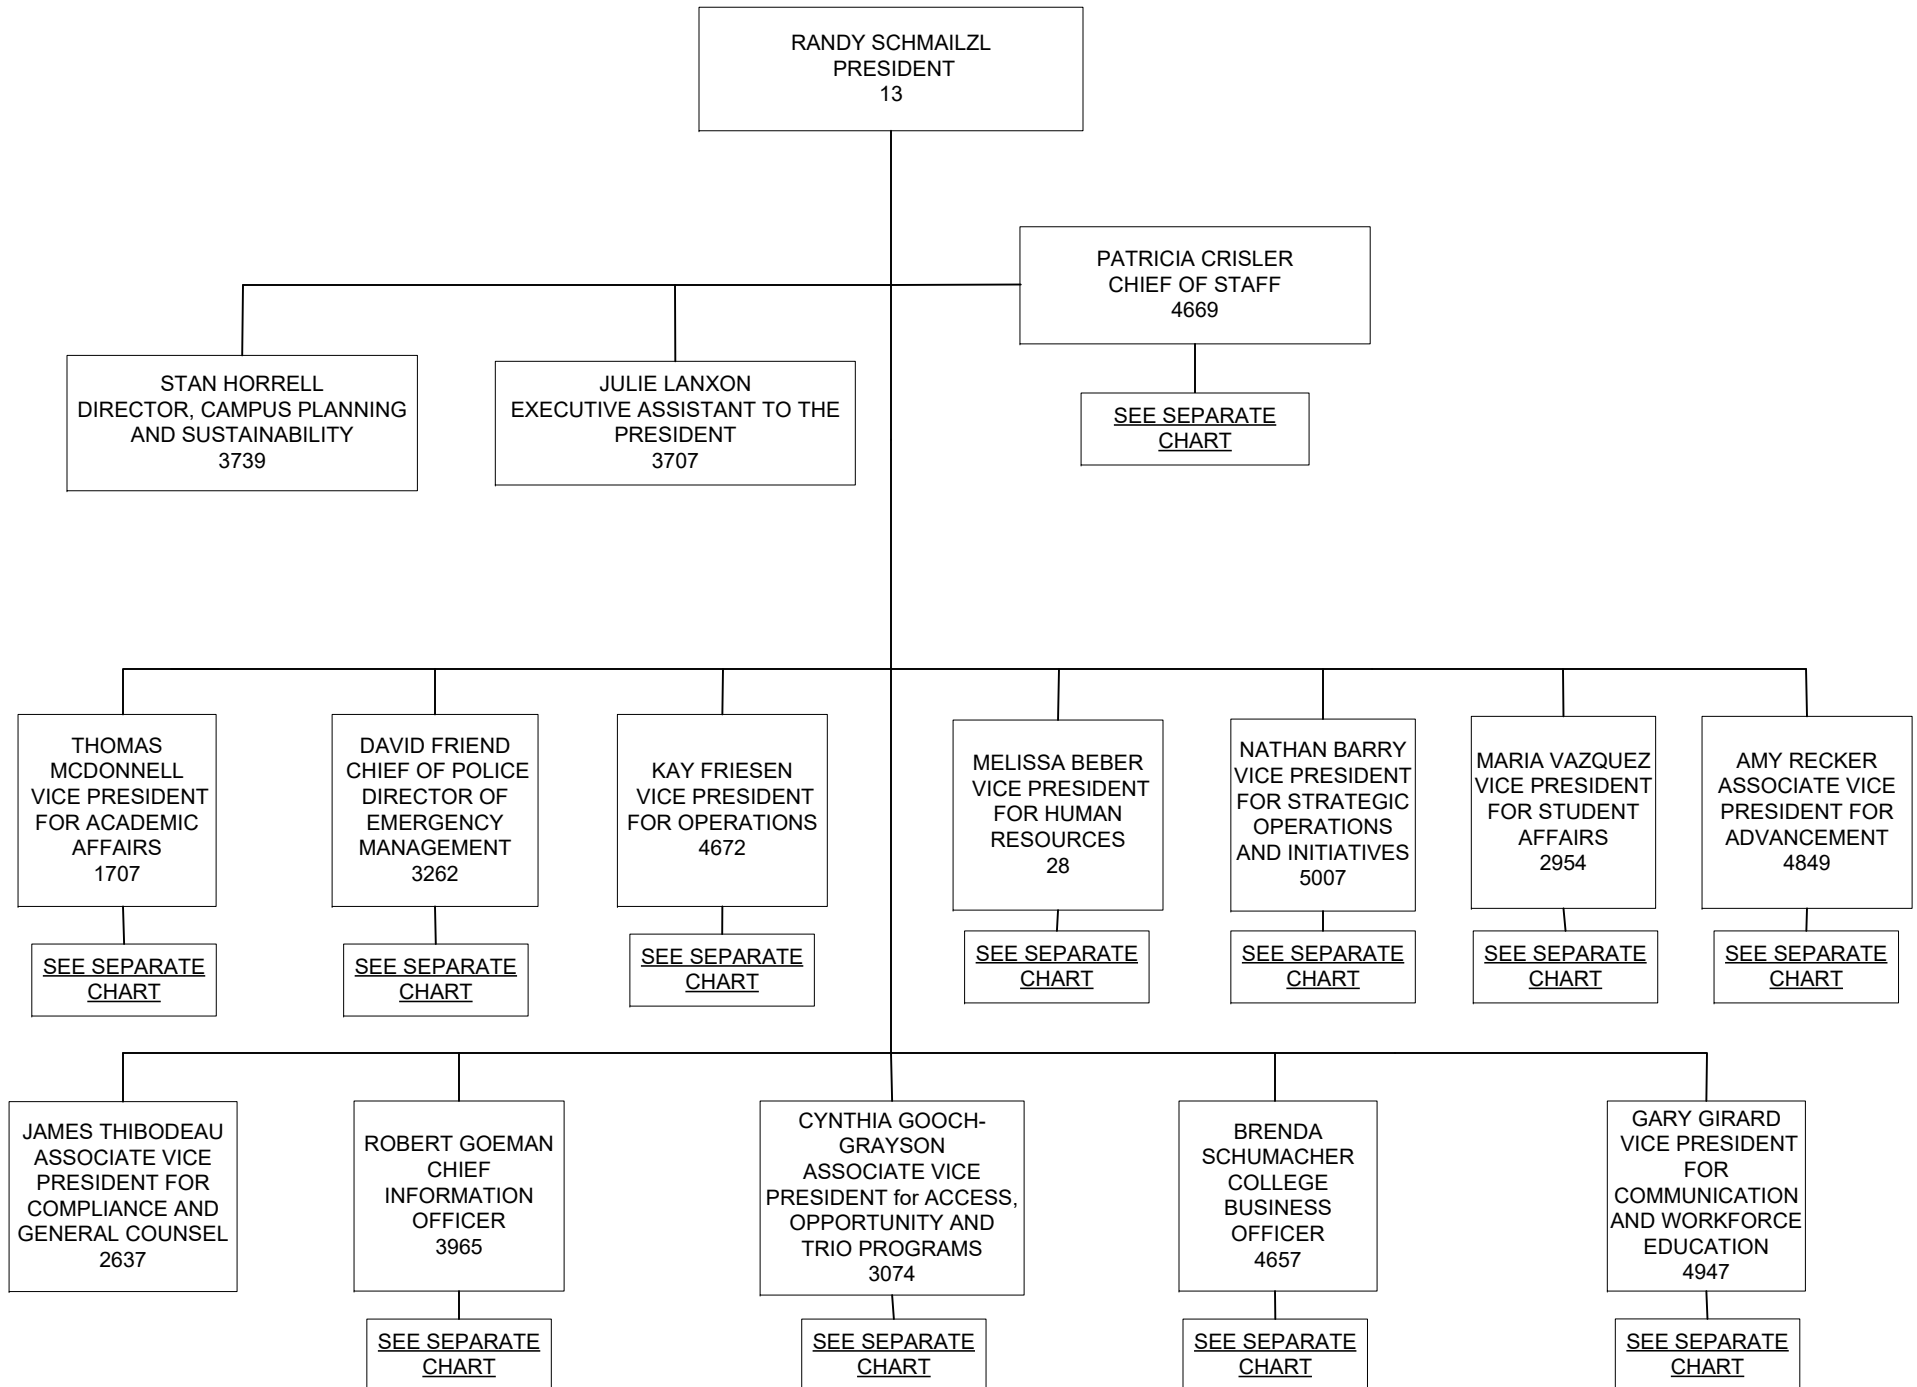 RANDY SCHMAILZL
PRESIDENT
13
PATRICIA CRISLER
CHIEF OF STAFF
4669
SEE SEPARATE
CHART
STAN HORRELL
DIRECTOR, CAMPUS PLANNING
AND SUSTAINABILITY
3739
JULIE LANXON
EXECUTIVE ASSISTANT TO THE
PRESIDENT
3707
THOMAS
MCDONNELL
VICE PRESIDENT
FOR ACADEMIC
AFFAIRS
1707
SEE SEPARATE
CHART
DAVID FRIEND
CHIEF OF POLICE
DIRECTOR OF
EMERGENCY
MANAGEMENT
3262
SEE SEPARATE
CHART
KAY FRIESEN
VICE PRESIDENT
FOR OPERATIONS
4672
SEE SEPARATE
CHART
MELISSA BEBER
VICE PRESIDENT
FOR HUMAN
RESOURCES
28
SEE SEPARATE
CHART
NATHAN BARRY
VICE PRESIDENT
FOR STRATEGIC
OPERATIONS
AND INITIATIVES
5007
SEE SEPARATE
CHART
MARIA VAZQUEZ
VICE PRESIDENT
FOR STUDENT
AFFAIRS
2954
SEE SEPARATE
CHART
AMY RECKER
ASSOCIATE VICE
PRESIDENT FOR
ADVANCEMENT
4849
SEE SEPARATE
CHART
JAMES THIBODEAU
ASSOCIATE VICE
PRESIDENT FOR
COMPLIANCE AND
GENERAL COUNSEL
2637
ROBERT GOEMAN
CHIEF
INFORMATION
OFFICER
3965
SEE SEPARATE
CHART
CYNTHIA GOOCH-
GRAYSON
ASSOCIATE VICE
PRESIDENT for ACCESS,
OPPORTUNITY AND
TRIO PROGRAMS
3074
SEE SEPARATE
CHART
BRENDA
SCHUMACHER
COLLEGE
BUSINESS
OFFICER
4657
SEE SEPARATE
CHART
GARY GIRARD
VICE PRESIDENT
FOR
COMMUNICATION
AND WORKFORCE
EDUCATION
4947
SEE SEPARATE
CHART